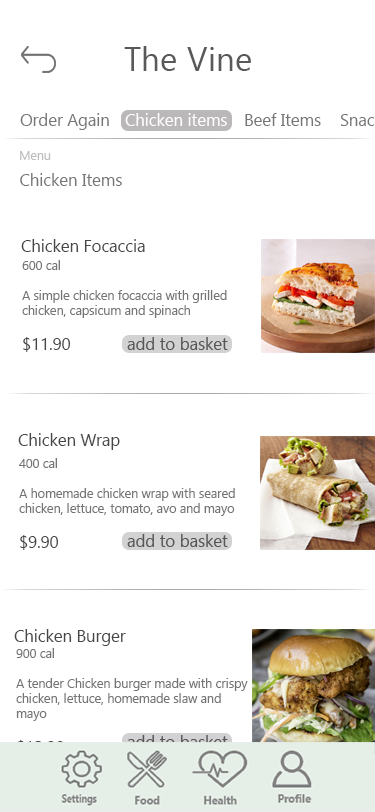 The Vine
Order Again Chicken items Beef Items Snac
Menu
Chicken Items
Chicken Focaccia
600 cal
A simple chicken focaccia with grilled
chicken, capsicum and spinach
$11.90 add to basket
Chicken Wrap
400 cal
A homemade chicken wrap with seared
chicken, lettuce, tomato, avo and mayo
$9.90 add to basket
Chicken Burger
900 cal
A tender Chicken burger made with crispy
chicken, lettuce, homemade slaw and
mayo
add to basket
Settings Food Health Profile